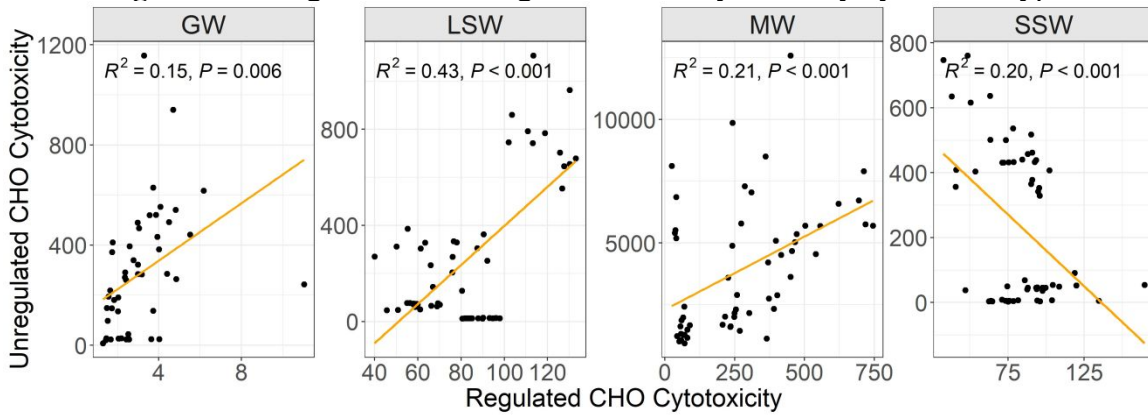 GW
LSW
MW
SSW
R² = 0.15, P = 0.006
R² = 0.43, P < 0.001
R² = 0.21, P < 0.001
R² = 0.20, P < 0.001
Unregulated CHO Cytotoxicity
1200
800
400
0
800
400
0
10000
5000
0
800
600
400
200
0
4 8
40 60 80 100 120
0 250 500 750
75 125
Regulated CHO Cytotoxicity